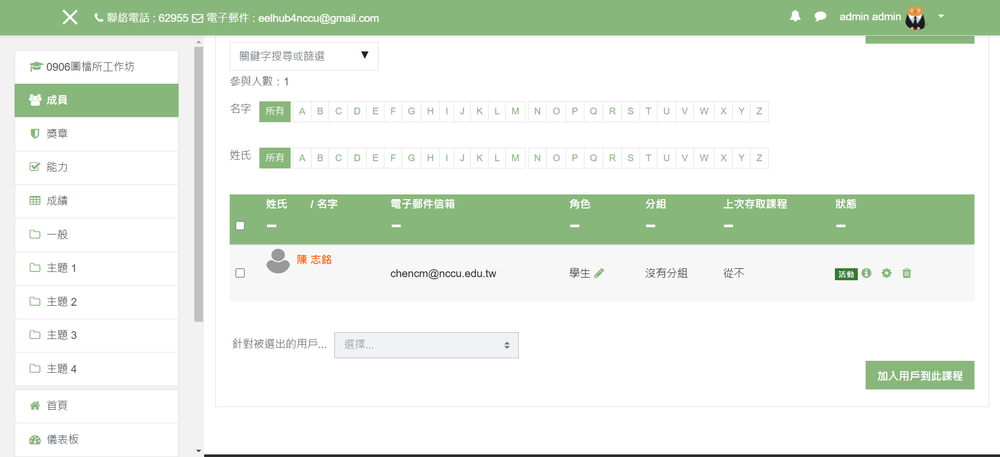 聯絡電話 : 62955 電子郵件 : eelhub4nccu@gmail.com
admin admin
0906圖檔所工作坊
成員
獎章
能力
成績
一般
主題 1
主題 2
主題 3
主題 4
首頁
儀表板
關鍵字搜尋或篩選 ▼
參與人數：1
名字 所有 A B C D E F G H I J K L M N O P Q R S T U V W X Y Z
姓氏 所有 A B C D E F G H I J K L M N O P Q R S T U V W X Y Z
姓氏 / 名字 電子郵件信箱 角色 分組 上次存取課程 狀態
陳 志銘
chencm@nccu.edu.tw 學生 沒有分組 從不 活動
針對被選出的用戶... 選擇...
加入用戶到此課程